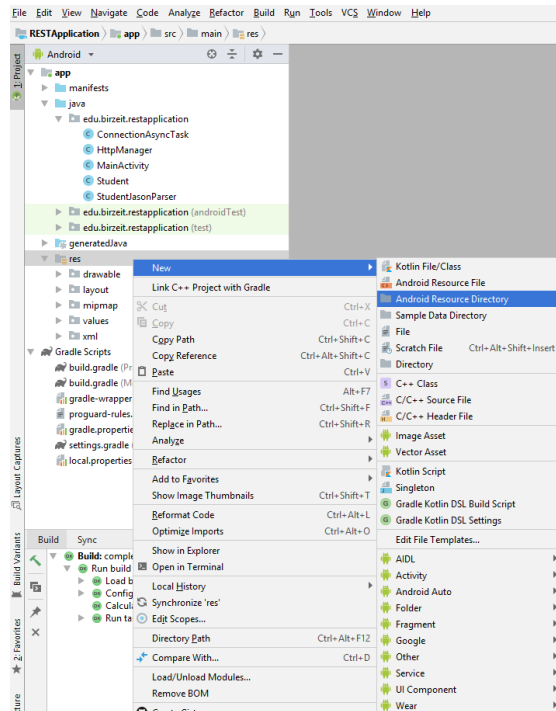 File Edit View Navigate Code Analyze Refactor Build Run Tools VCS Window Help
RESTApplication app src main res
1: Project
Android
app
manifests
java
edu.birzeit.restapplication
ConnectionAsyncTask
HttpManager
MainActivity
Student
StudentJasonParser
edu.birzeit.restapplication (androidTest)
edu.birzeit.restapplication (test)
generatedJava
res
drawable
layout
mipmap
values
xml
Gradle Scripts
build.gradle (Pr
build.gradle (M
gradle-wrapper
proguard-rules.
gradle.propertie
settings.gradle
local.properties
Layout Captures
Build Variants
2: Favorites
cture
Build Sync
Build: comple
Run build
Load b
Config
Calcula
Run ta
New
Link C++ Project with Gradle
Cut Ctrl+X
Copy Ctrl+C
Copy Path Ctrl+Shift+C
Copy Reference Ctrl+Alt+Shift+C
Paste Ctrl+V
Find Usages Alt+F7
Find in Path... Ctrl+Shift+F
Replace in Path... Ctrl+Shift+R
Analyze
Refactor
Add to Favorites
Show Image Thumbnails Ctrl+Shift+T
Reformat Code Ctrl+Alt+L
Optimize Imports Ctrl+Alt+O
Show in Explorer
Open in Terminal
Local History
Synchronize 'res'
Edit Scopes...
Directory Path Ctrl+Alt+F12
Compare With... Ctrl+D
Load/Unload Modules...
Remove BOM
Kotlin File/Class
Android Resource File
Android Resource Directory
Sample Data Directory
File
Scratch File Ctrl+Alt+Shift+Insert
Directory
C++ Class
C/C++ Source File
C/C++ Header File
Image Asset
Vector Asset
Kotlin Script
Singleton
Gradle Kotlin DSL Build Script
Gradle Kotlin DSL Settings
Edit File Templates...
AIDL
Activity
Android Auto
Folder
Fragment
Google
Other
Service
UI Component
Wear